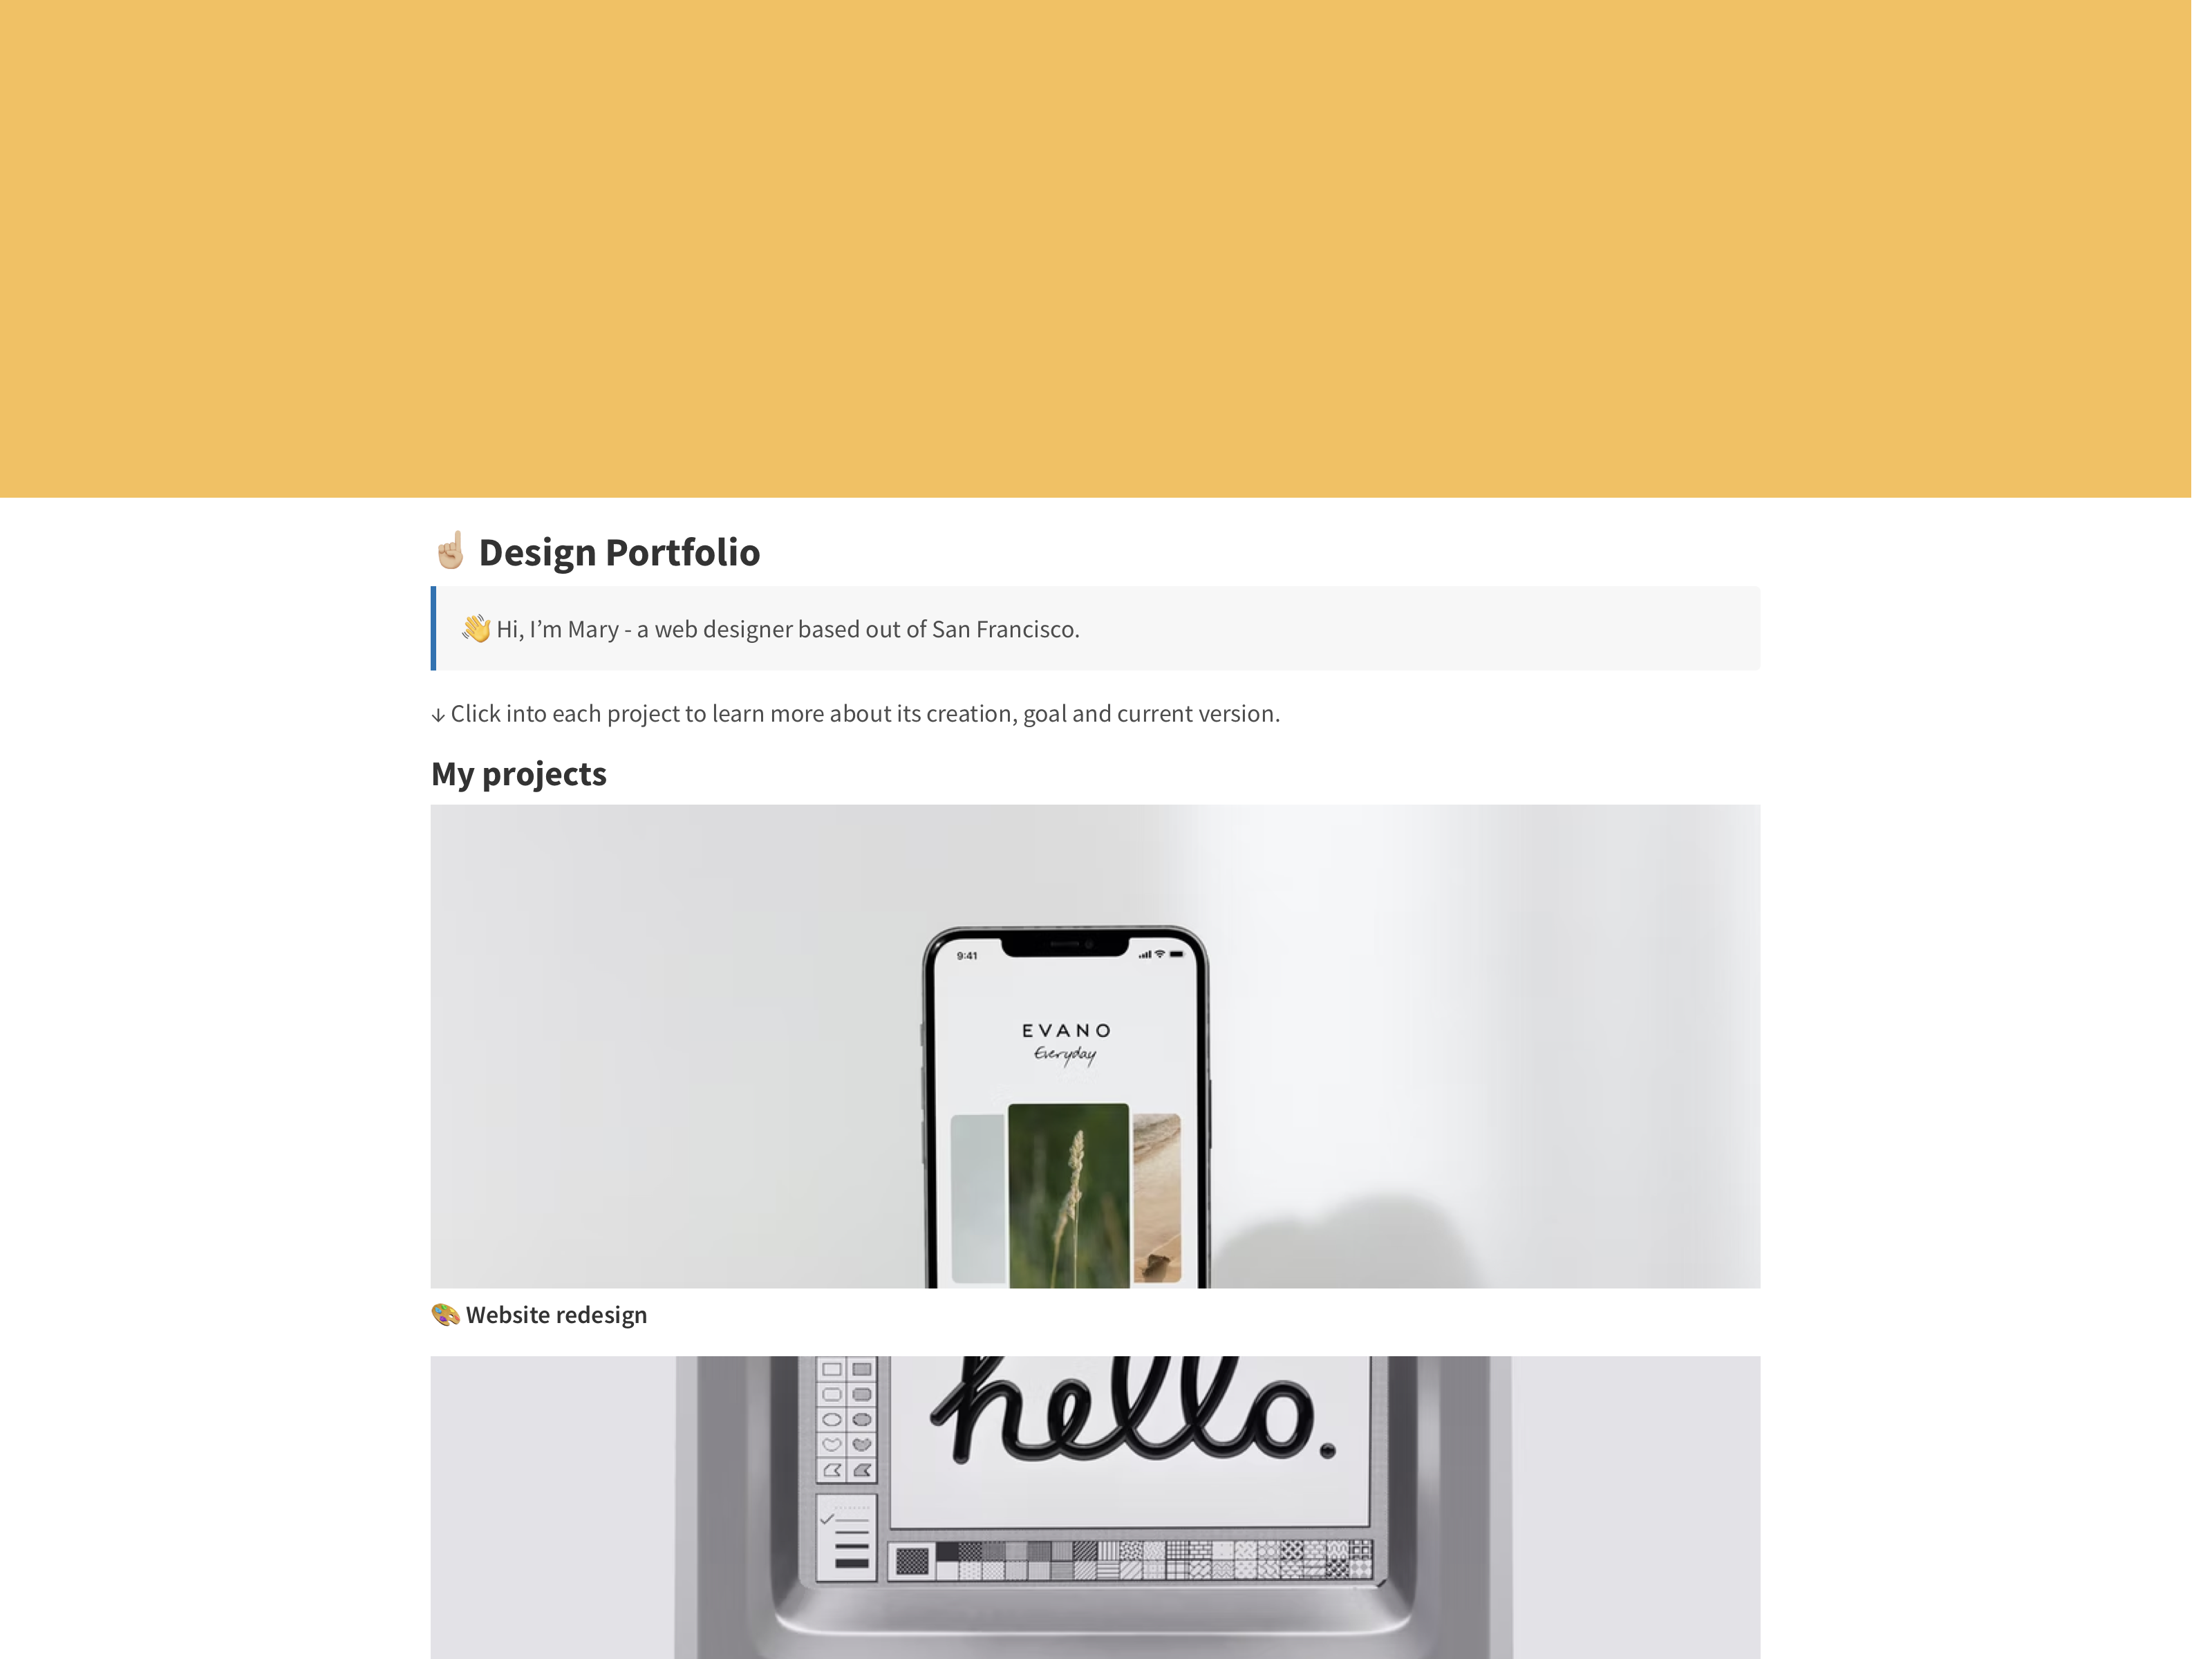 ☝🏼 Design Portfolio
👋 Hi, I’m Mary - a web designer based out of San Francisco.
↓ Click into each project to learn more about its creation, goal and current version.
My projects
9:41
EVANO
Everyday
🎨 Website redesign
hello.